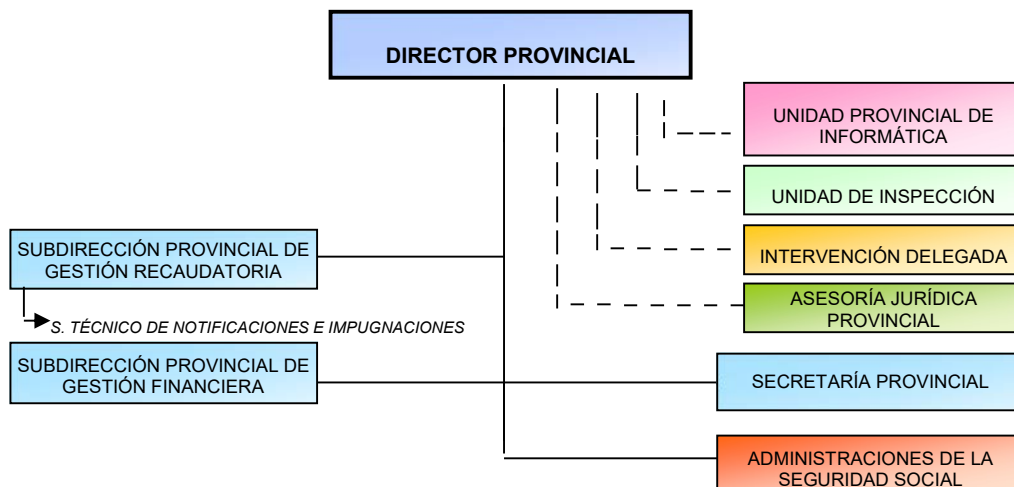 DIRECTOR PROVINCIAL
UNIDAD PROVINCIAL DE
INFORMÁTICA
UNIDAD DE INSPECCIÓN
SUBDIRECCIÓN PROVINCIAL DE
GESTIÓN RECAUDATORIA
INTERVENCIÓN DELEGADA
ASESORÍA JURÍDICA
PROVINCIAL
S. TÉCNICO DE NOTIFICACIONES E IMPUGNACIONES
SUBDIRECCIÓN PROVINCIAL DE
GESTIÓN FINANCIERA
SECRETARÍA PROVINCIAL
ADMINISTRACIONES DE LA
SEGURIDAD SOCIAL